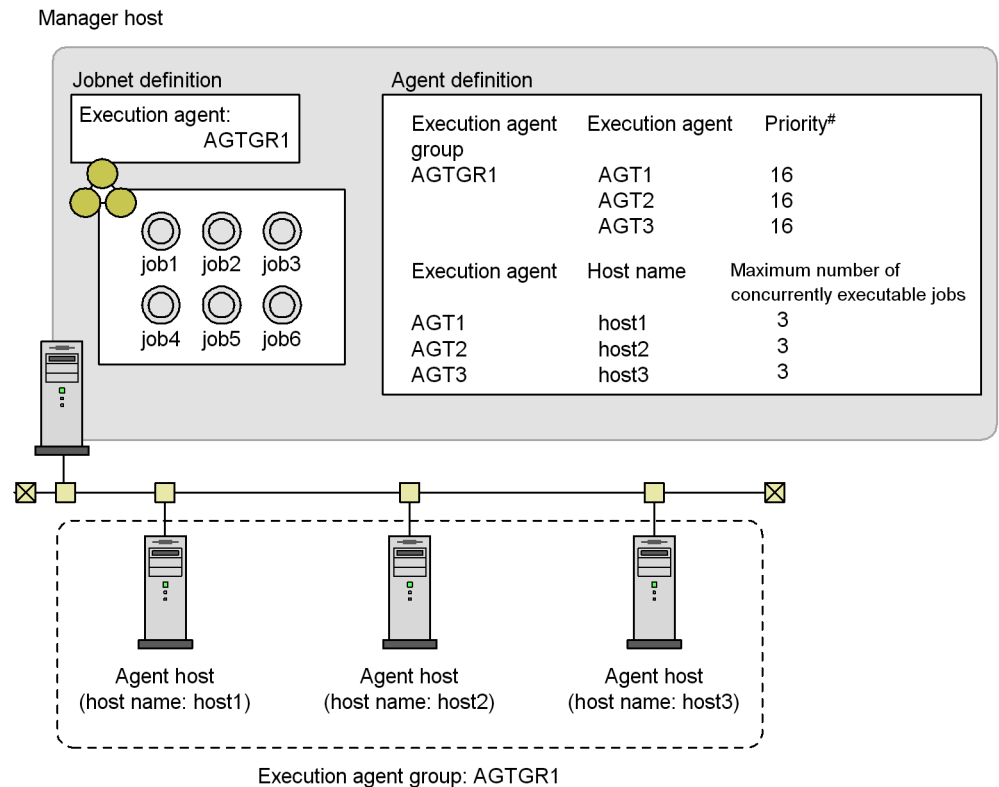 Manager host
Jobnet definition
Execution agent:
AGTGR1
job1 job2 job3
job4 job5 job6
Agent definition
Execution agent group Execution agent Priority#
AGTGR1 AGT1 16
AGT2 16
AGT3 16
Execution agent Host name Maximum number of concurrently executable jobs
AGT1 host1 3
AGT2 host2 3
AGT3 host3 3
Agent host
(host name: host1)
Agent host
(host name: host2)
Agent host
(host name: host3)
Execution agent group: AGTGR1